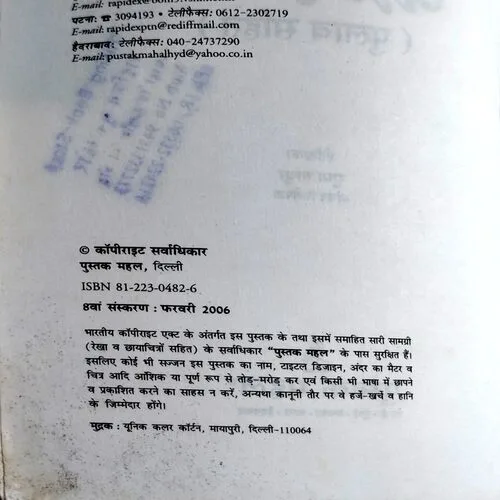 E-mail: rapidex@
पटना: ☎ 3094193 • टेलीफैक्स: 0612-2302719
E-mail: rapidexptn@rediffmail.com
हैदराबाद: टेलीफैक्स: 040-24737290
E-mail: pustakmahalhyd@yahoo.co.in
© कॉपीराइट सर्वाधिकार
पुस्तक महल, दिल्ली
ISBN 81-223-0482-6
8वां संस्करण : फरवरी 2006
भारतीय कॉपीराइट एक्ट के अंतर्गत इस पुस्तक के तथा इसमें समाहित सारी सामग्री
(रेखा व छायाचित्रों सहित) के सर्वाधिकार “पुस्तक महल” के पास सुरक्षित हैं।
इसलिए कोई भी सज्जन इस पुस्तक का नाम, टाइटल डिजाइन, अंदर का मैटर व
चित्र आदि आंशिक या पूर्ण रूप से तोड़-मरोड़ कर एवं किसी भी भाषा में छापने
व प्रकाशित करने का साहस न करें, अन्यथा कानूनी तौर पर वे हर्जे-खर्चे व हानि
के जिम्मेदार होंगे।
मुद्रक : यूनिक कलर कॉर्टन, मायापुरी, दिल्ली-110064